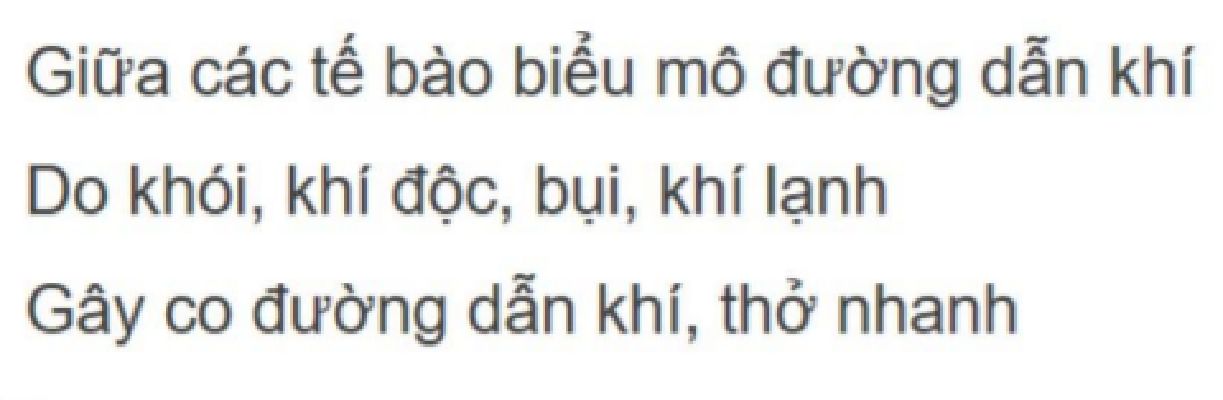 Giữa các tế bào biểu mô đường dẫn khí
Do khói, khí độc, bụi, khí lạnh
Gây co đường dẫn khí, thở nhanh